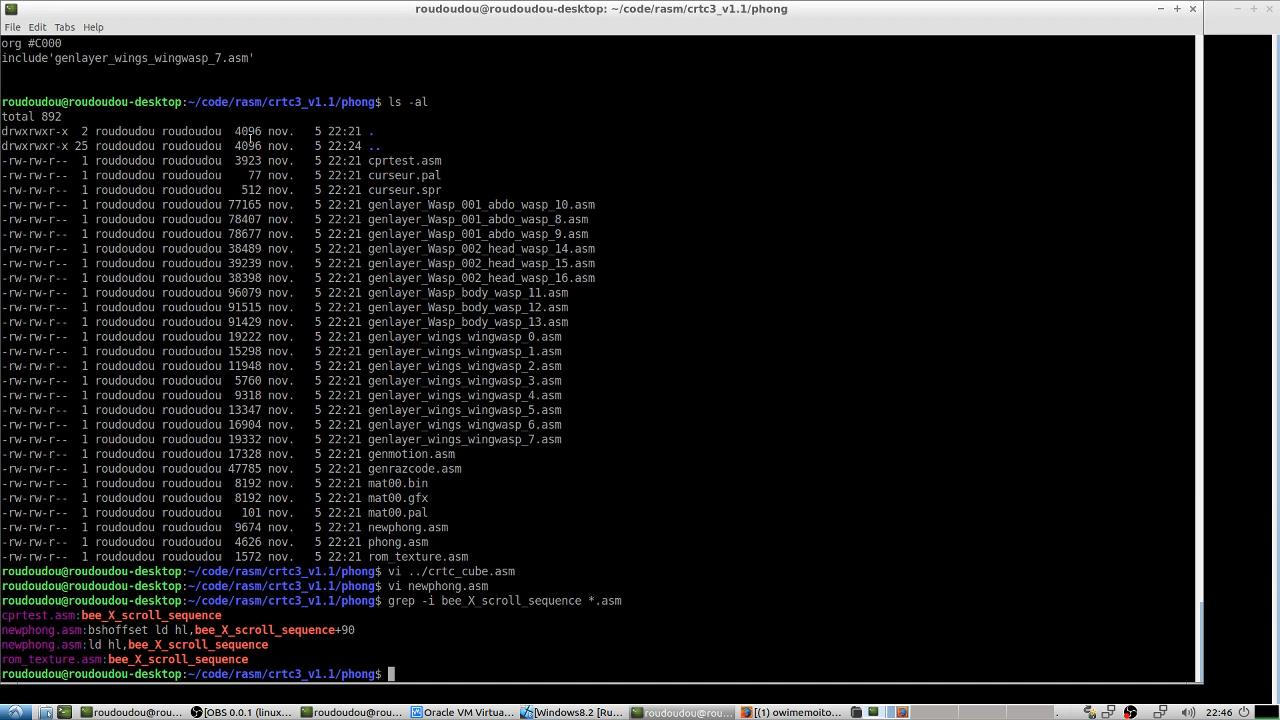 roudoudou@roudoudou-desktop: ~/code/rasm/crtc3_v1.1/phong
File Edit Tabs Help
org #C000
include'genlayer_wings_wingwasp_7.asm'
roudoudou@roudoudou-desktop:~/code/rasm/crtc3_v1.1/phong$ ls -al
total 892
drwxrwxr-x 2 roudoudou roudoudou 4096 nov. 5 22:21 .
drwxrwxr-x 25 roudoudou roudoudou 4096 nov. 5 22:24 ..
-rw-rw-r-- 1 roudoudou roudoudou 3923 nov. 5 22:21 cprtest.asm
-rw-rw-r-- 1 roudoudou roudoudou 77 nov. 5 22:21 curseur.pal
-rw-rw-r-- 1 roudoudou roudoudou 512 nov. 5 22:21 curseur.spr
-rw-rw-r-- 1 roudoudou roudoudou 77165 nov. 5 22:21 genlayer_Wasp_001_abdo_wasp_10.asm
-rw-rw-r-- 1 roudoudou roudoudou 78407 nov. 5 22:21 genlayer_Wasp_001_abdo_wasp_8.asm
-rw-rw-r-- 1 roudoudou roudoudou 78677 nov. 5 22:21 genlayer_Wasp_001_abdo_wasp_9.asm
-rw-rw-r-- 1 roudoudou roudoudou 38489 nov. 5 22:21 genlayer_Wasp_002_head_wasp_14.asm
-rw-rw-r-- 1 roudoudou roudoudou 39239 nov. 5 22:21 genlayer_Wasp_002_head_wasp_15.asm
-rw-rw-r-- 1 roudoudou roudoudou 38398 nov. 5 22:21 genlayer_Wasp_002_head_wasp_16.asm
-rw-rw-r-- 1 roudoudou roudoudou 96079 nov. 5 22:21 genlayer_Wasp_body_wasp_11.asm
-rw-rw-r-- 1 roudoudou roudoudou 91515 nov. 5 22:21 genlayer_Wasp_body_wasp_12.asm
-rw-rw-r-- 1 roudoudou roudoudou 91429 nov. 5 22:21 genlayer_Wasp_body_wasp_13.asm
-rw-rw-r-- 1 roudoudou roudoudou 19222 nov. 5 22:21 genlayer_wings_wingwasp_0.asm
-rw-rw-r-- 1 roudoudou roudoudou 15298 nov. 5 22:21 genlayer_wings_wingwasp_1.asm
-rw-rw-r-- 1 roudoudou roudoudou 11948 nov. 5 22:21 genlayer_wings_wingwasp_2.asm
-rw-rw-r-- 1 roudoudou roudoudou 5760 nov. 5 22:21 genlayer_wings_wingwasp_3.asm
-rw-rw-r-- 1 roudoudou roudoudou 9318 nov. 5 22:21 genlayer_wings_wingwasp_4.asm
-rw-rw-r-- 1 roudoudou roudoudou 13347 nov. 5 22:21 genlayer_wings_wingwasp_5.asm
-rw-rw-r-- 1 roudoudou roudoudou 16904 nov. 5 22:21 genlayer_wings_wingwasp_6.asm
-rw-rw-r-- 1 roudoudou roudoudou 19332 nov. 5 22:21 genlayer_wings_wingwasp_7.asm
-rw-rw-r-- 1 roudoudou roudoudou 17328 nov. 5 22:21 genmotion.asm
-rw-rw-r-- 1 roudoudou roudoudou 47785 nov. 5 22:21 genrazcode.asm
-rw-rw-r-- 1 roudoudou roudoudou 8192 nov. 5 22:21 mat00.bin
-rw-rw-r-- 1 roudoudou roudoudou 8192 nov. 5 22:21 mat00.gfx
-rw-rw-r-- 1 roudoudou roudoudou 101 nov. 5 22:21 mat00.pal
-rw-rw-r-- 1 roudoudou roudoudou 9674 nov. 5 22:21 newphong.asm
-rw-rw-r-- 1 roudoudou roudoudou 4626 nov. 5 22:21 phong.asm
-rw-rw-r-- 1 roudoudou roudoudou 1572 nov. 5 22:21 rom_texture.asm
roudoudou@roudoudou-desktop:~/code/rasm/crtc3_v1.1/phong$ vi ../crtc_cube.asm
roudoudou@roudoudou-desktop:~/code/rasm/crtc3_v1.1/phong$ vi newphong.asm
roudoudou@roudoudou-desktop:~/code/rasm/crtc3_v1.1/phong$ grep -i bee_X_scroll_sequence *.asm
cprtest.asm:bee_X_scroll_sequence
newphong.asm:bshoffset ld hl,bee_X_scroll_sequence+90
newphong.asm:ld hl,bee_X_scroll_sequence
rom_texture.asm:bee_X_scroll_sequence
roudoudou@roudoudou-desktop:~/code/rasm/crtc3_v1.1/phong$
roudoudou@ro... [OBS 0.0.1 (linux... roudoudou@ro... Oracle VM Virtua... [Windows8.2 [Ru... roudoudou@rou... [(1) owimemoito... 22:46